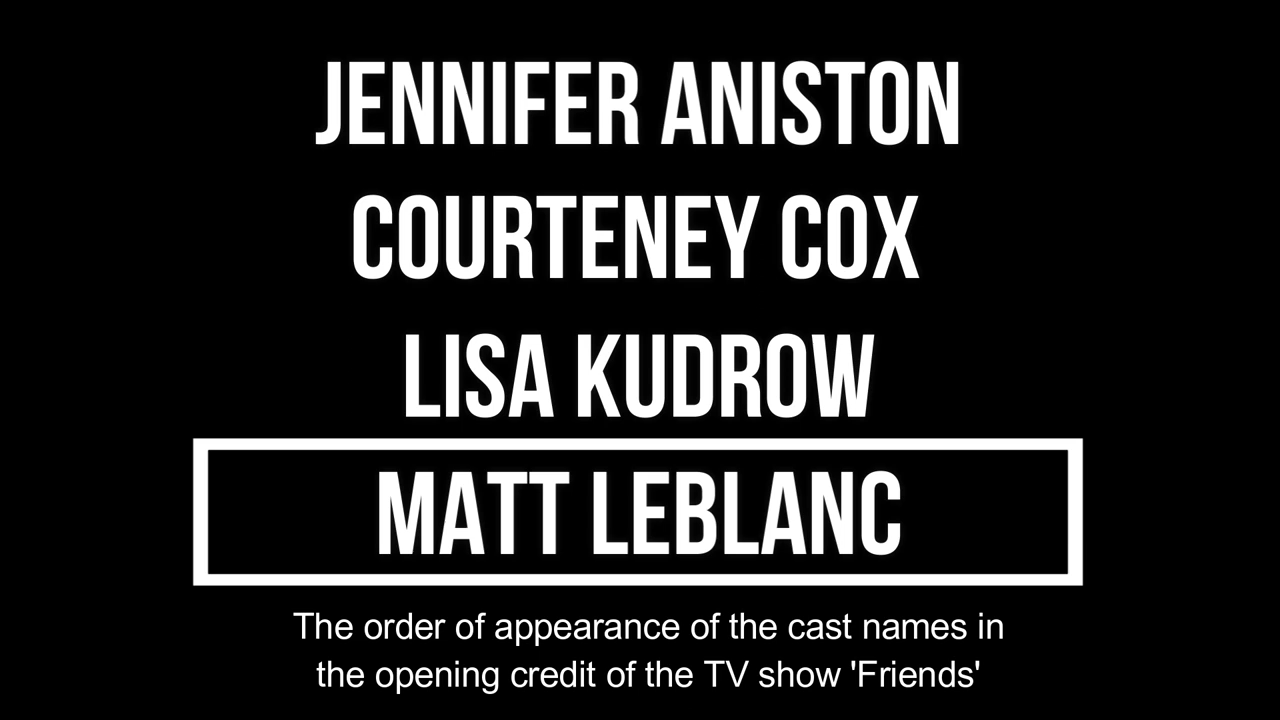 JENNIFER ANISTON
COURTENEY COX
LISA KUDROW
MATT LEBLANC
The order of appearance of the cast names in
the opening credit of the TV show 'Friends'